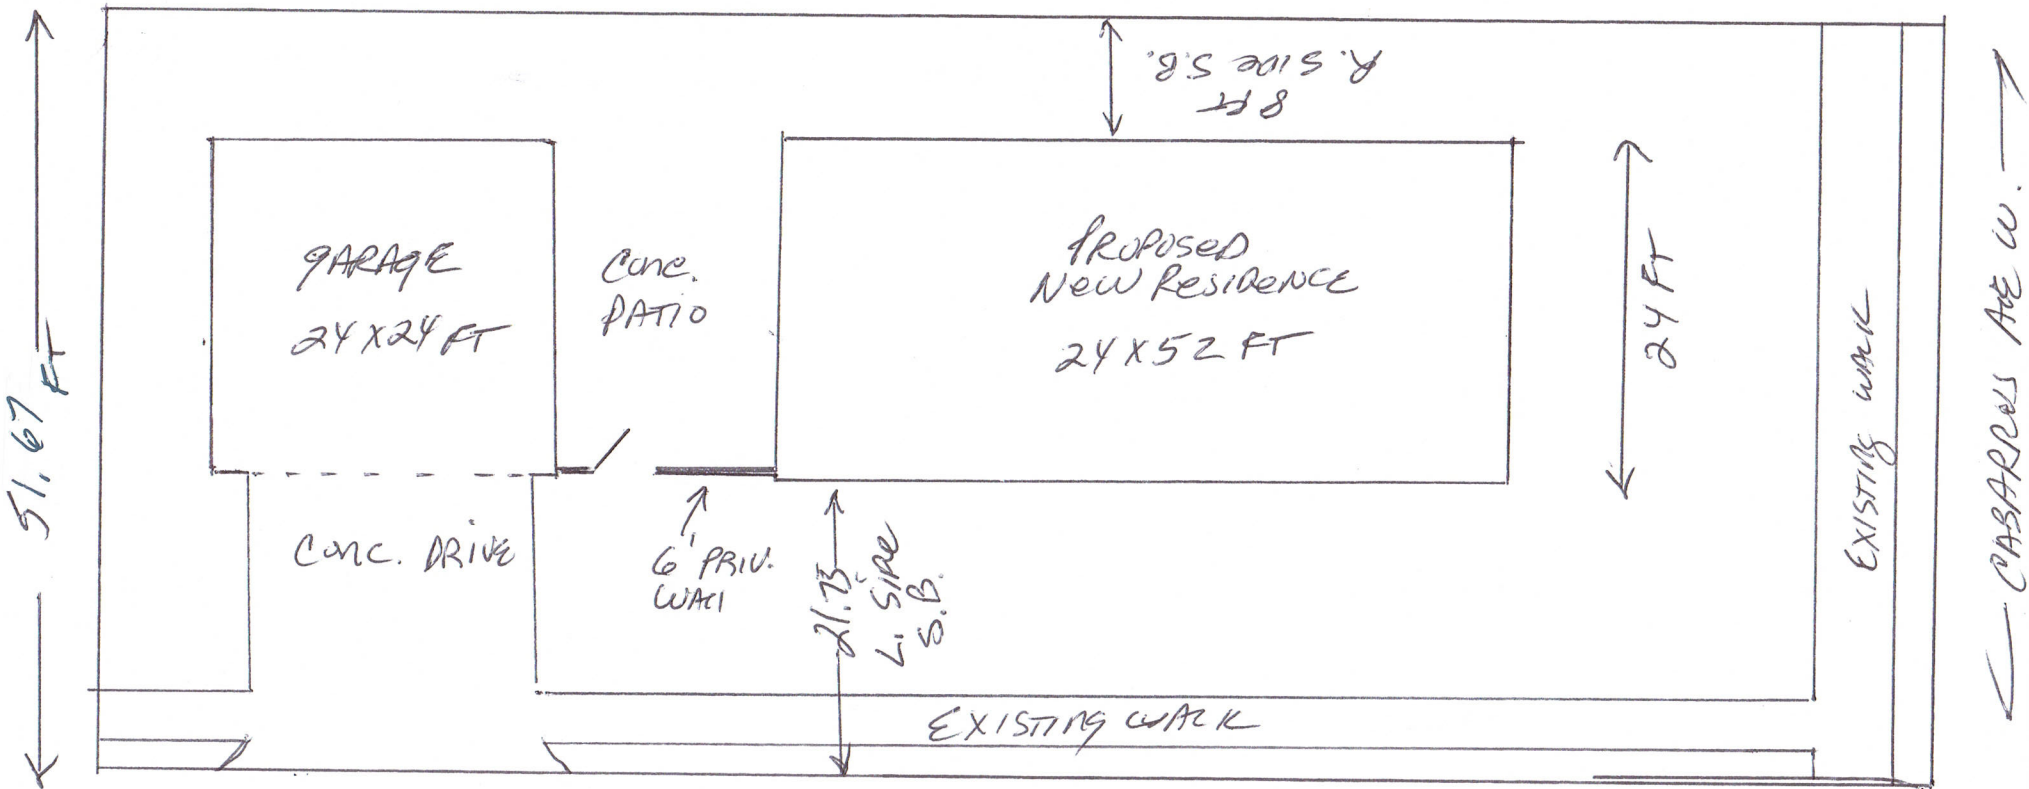 51.67 FT
8 FT
R. SIDE S.B.
GARAGE
24 X 24 FT
CONC.
PATIO
PROPOSED
NEW RESIDENCE
24 X 52 FT
24 FT
EXISTING WALK
← CABARRUS AVE W. →
CONC. DRIVE
6' PRIV.
WALL
21.73
L. SIDE
S.B.
EXISTING WALK